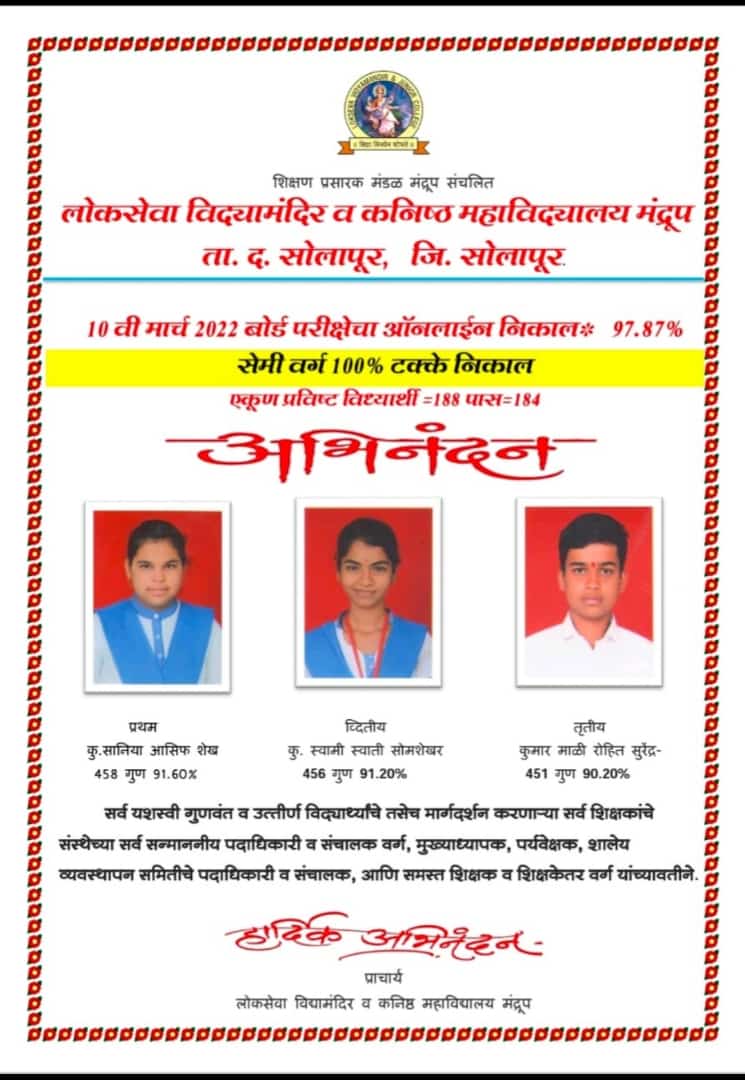 LOKSEVA VIDYAMANDIR & JUNIOR COLLEGE
शिक्षण प्रसारक मंडळ मंद्रूप संचलित
लोकसेवा विद्यामंदिर व कनिष्ठ महाविद्यालय मंद्रूप
ता. द. सोलापूर, जि. सोलापूर.
10 वी मार्च 2022 बोर्ड परीक्षेचा ऑनलाईन निकाल* 97.87%
सेमी वर्ग 100% टक्के निकाल
एकूण प्रविष्ट विध्यार्थी =188 पास=184
अभिनंदन
प्रथम व्दितीय तृतीय
कु.सानिया आसिफ शेख कु. स्वामी स्वाती सोमशेखर कुमार माळी रोहित सुरेंद्र-
458 गुण 91.60% 456 गुण 91.20% 451 गुण 90.20%
सर्व यशस्वी गुणवंत व उत्तीर्ण विद्यार्थ्यांचे तसेच मार्गदर्शन करणाऱ्या सर्व शिक्षकांचे
संस्थेच्या सर्व सन्माननीय पदाधिकारी व संचालक वर्ग, मुख्याध्यापक, पर्यवेक्षक, शालेय
व्यवस्थापन समितीचे पदाधिकारी व संचालक, आणि समस्त शिक्षक व शिक्षकेतर वर्ग यांच्यावतीने.
हार्दिक अभिनंदन-
प्राचार्य
लोकसेवा विद्यामंदिर व कनिष्ठ महाविद्यालय मंद्रूप